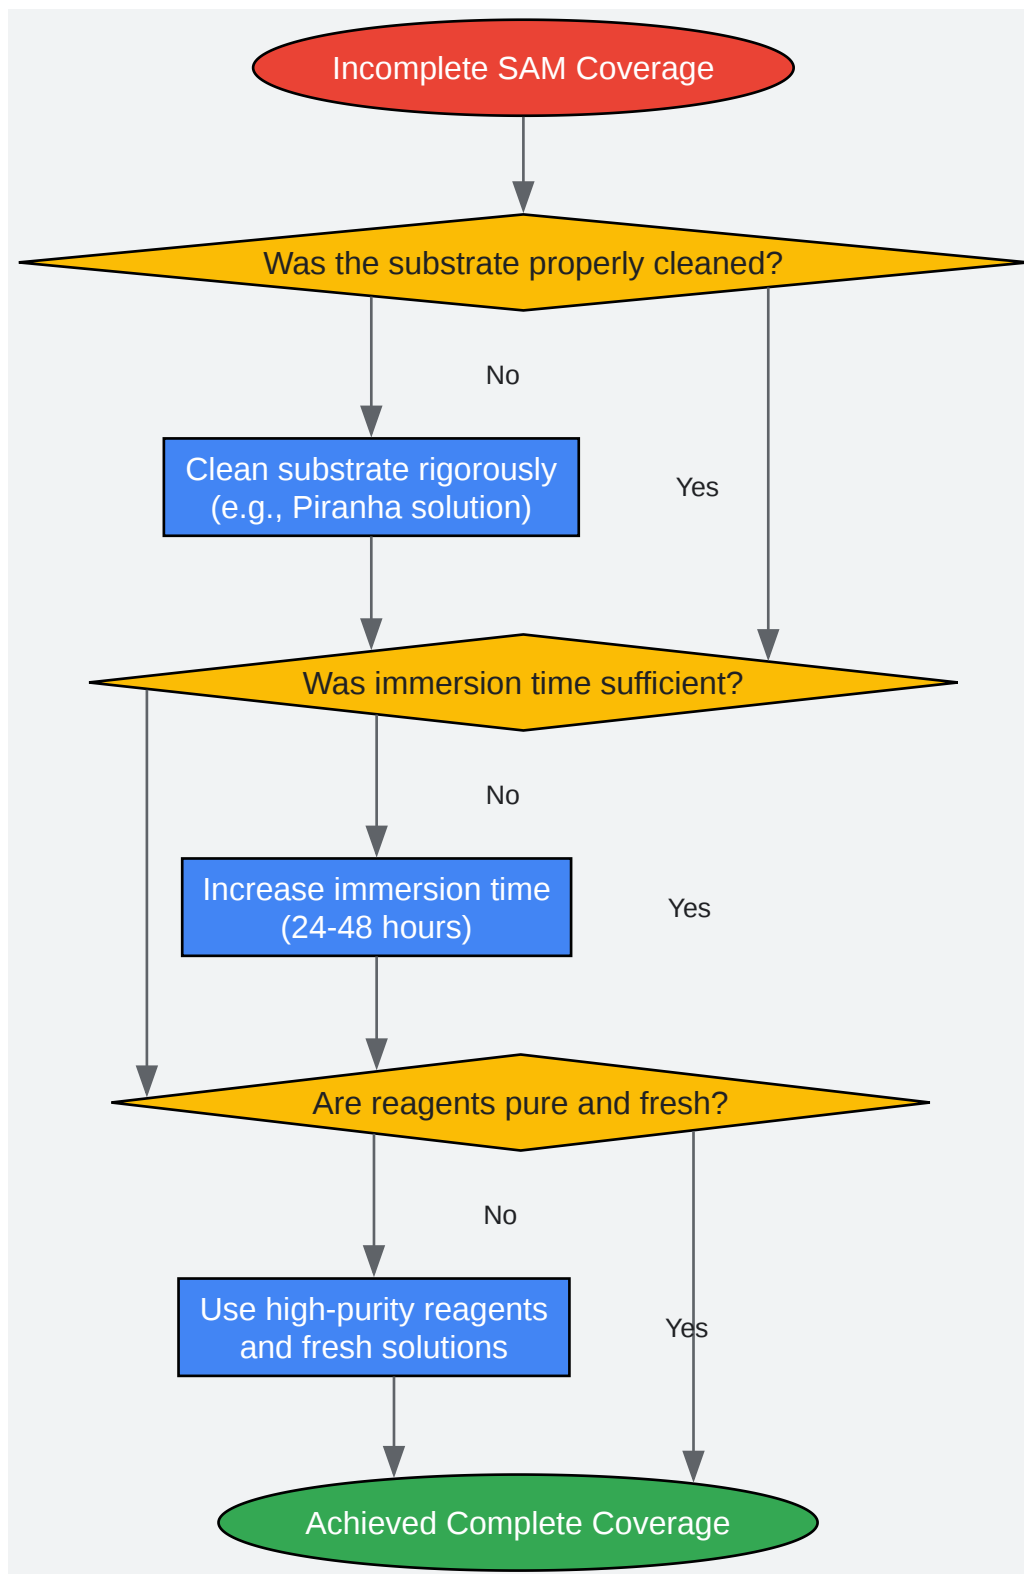 Incomplete SAM Coverage
Was the substrate properly cleaned?
No
Clean substrate rigorously
(e.g., Piranha solution)
Yes
Was immersion time sufficient?
No
Increase immersion time
(24-48 hours)
Yes
Are reagents pure and fresh?
No
Use high-purity reagents
and fresh solutions
Yes
Achieved Complete Coverage